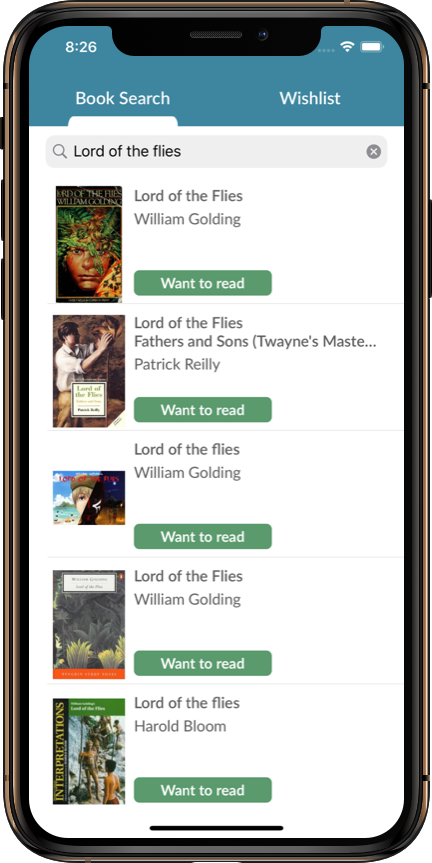 8:26
Book Search
Wishlist
Lord of the flies
LORD OF THE FLIES
WILLIAM GOLDING
Lord of the Flies
William Golding
Want to read
Lord of
the Flies
Patrick Reilly
Lord of the Flies
Fathers and Sons (Twayne's Maste...
Patrick Reilly
Want to read
LORD OF THE FLIES
Lord of the flies
William Golding
Want to read
WILLIAM GOLDING
Lord of the Flies
Lord of the Flies
William Golding
Want to read
INTERPRETATIONS
William Golding's
Lord of the Flies
Lord of the flies
Harold Bloom
Want to read